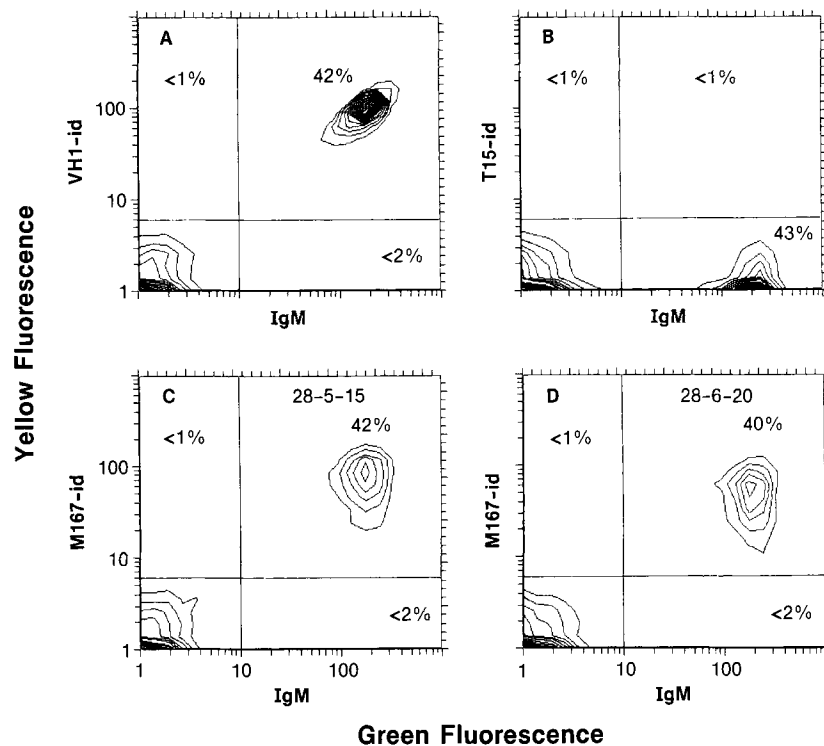 Yellow Fluorescence
A
<1%
42%
<2%
VH1-id
100
10
1
IgM
B
<1%
<1%
43%
T15-id
IgM
C
28-5-15
42%
<1%
<2%
M167-id
100
10
1
1
10
100
IgM
D
28-6-20
40%
<1%
<2%
M167-id
1
10
100
IgM
Green Fluorescence